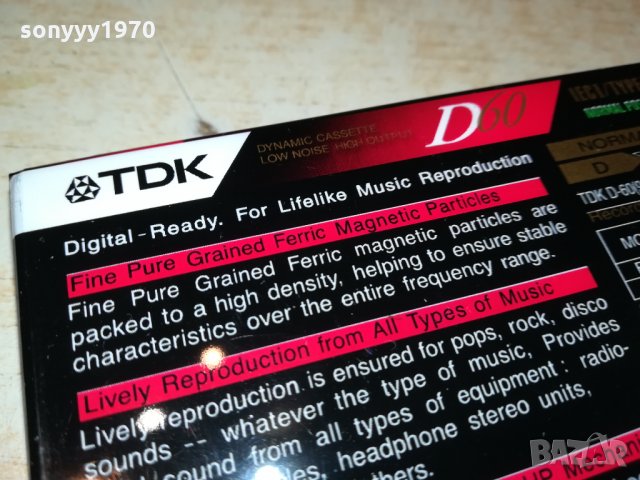 sonyyy1970
TDK
DYNAMIC CASSETTE
LOW NOISE HIGH OUTPUT
D60
IEC I/TYPE
NORMAL
NORM
D
TDK D-60
Digital-Ready. For Lifelike Music Reproduction
Fine Pure Grained Ferric Magnetic Particles
Fine Pure Grained Ferric magnetic particles are
packed to a high density, helping to ensure stable
characteristics over the entire frequency range.
Lively Reproduction from All Types of Music
Lively reproduction is ensured for pops, rock, disco
sounds -- whatever the type of music, Provides
sound from all types of equipment: radio-
headphone stereo units,
BAZAR